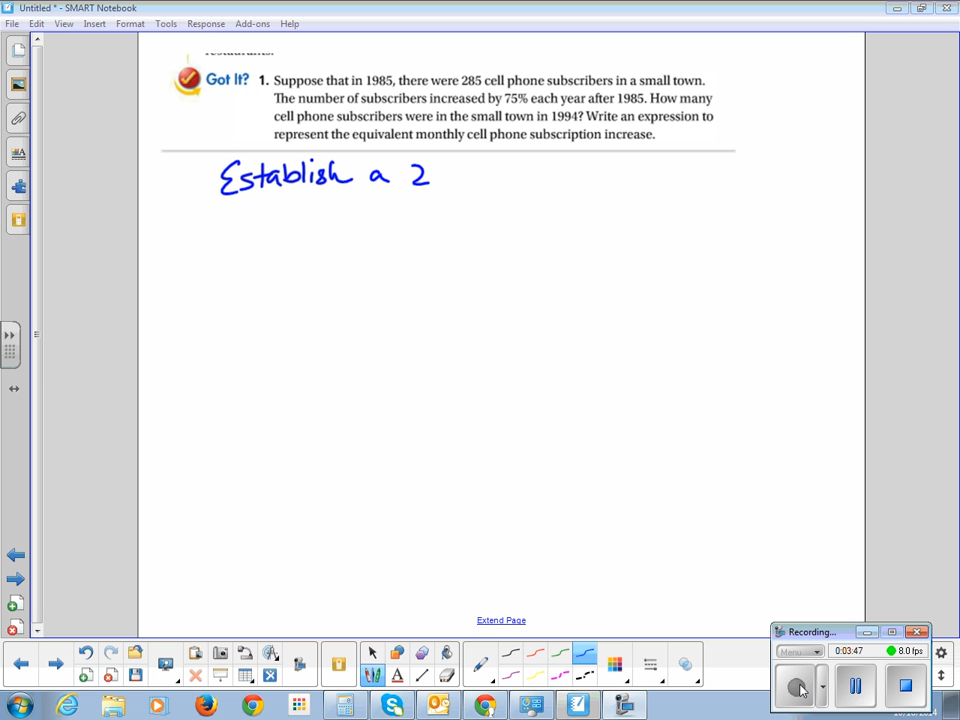 Untitled * - SMART Notebook
File Edit View Insert Format Tools Response Add-ons Help
Got It? 1. Suppose that in 1985, there were 285 cell phone subscribers in a small town.
The number of subscribers increased by 75% each year after 1985. How many
cell phone subscribers were in the small town in 1994? Write an expression to
represent the equivalent monthly cell phone subscription increase.
Establish a 2
Extend Page
Recording...
Menu 0:03:47 8.0 fps